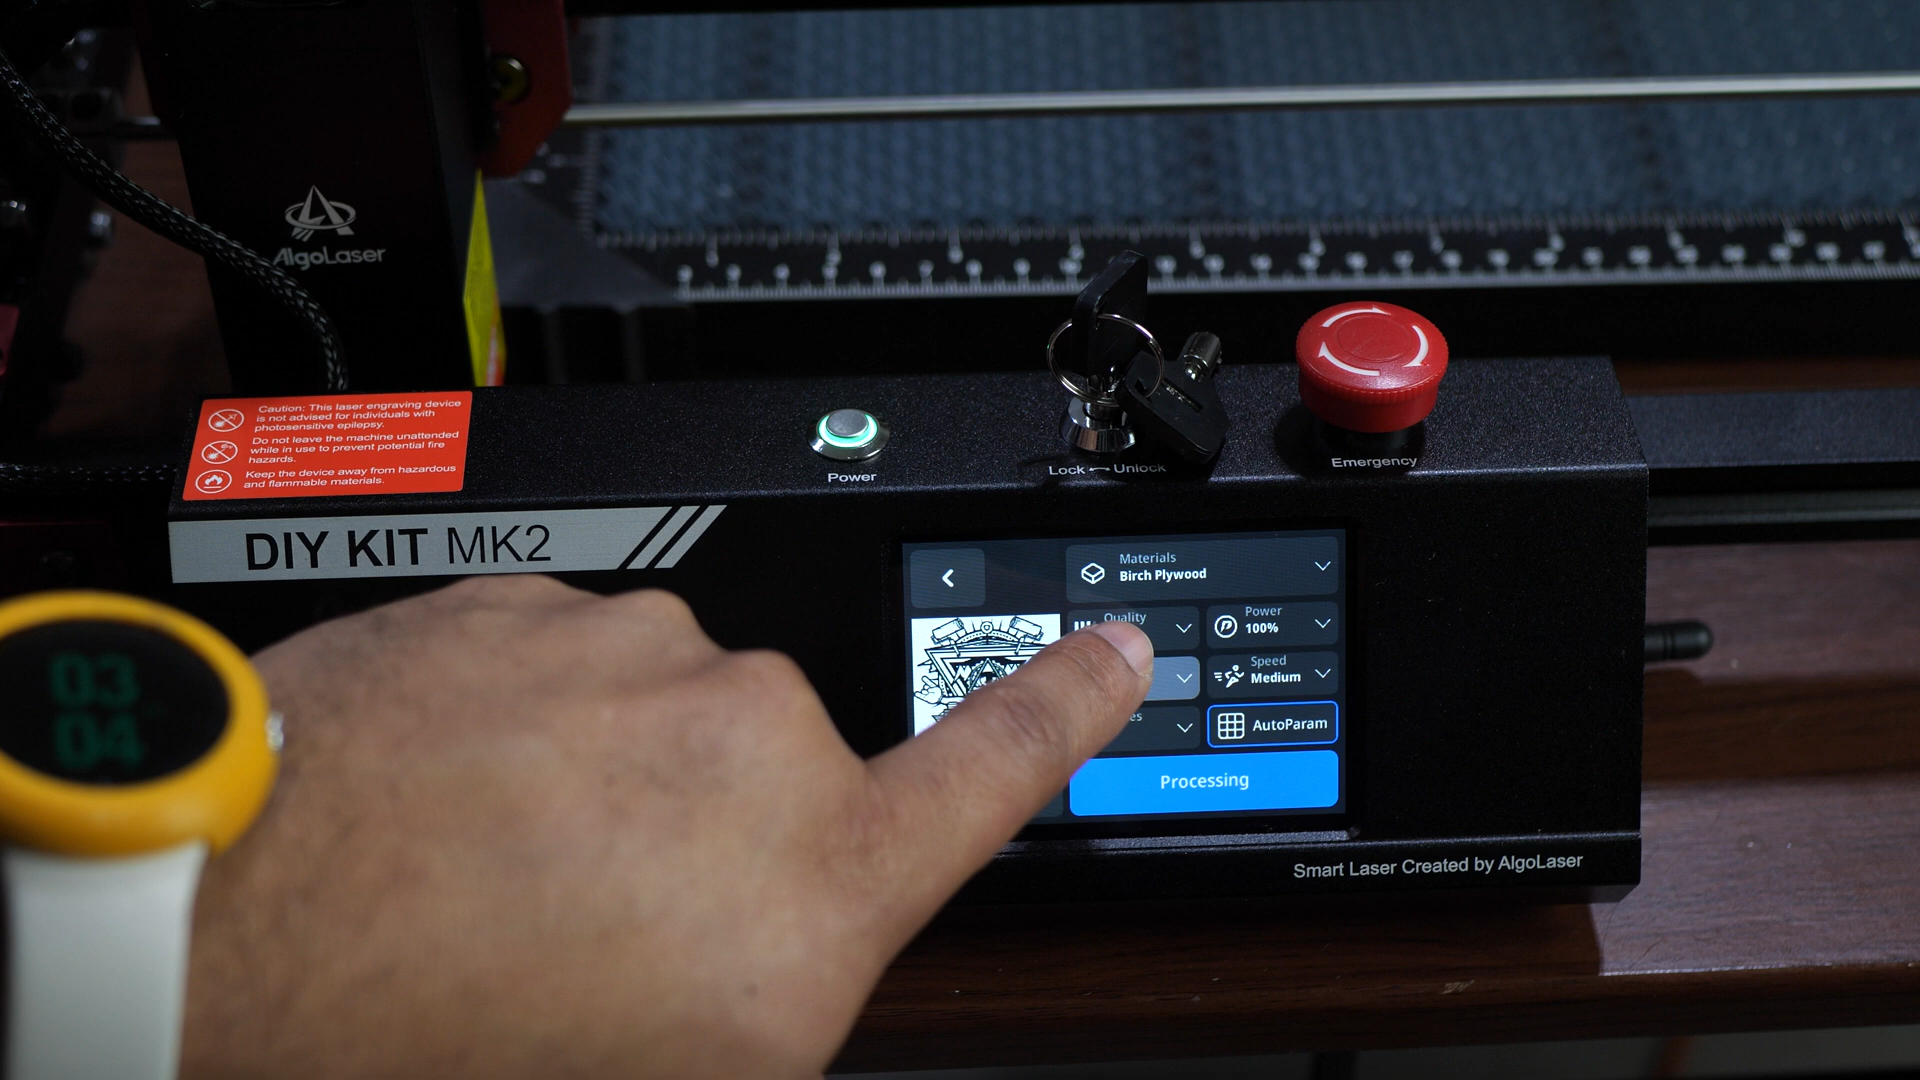 AlgoLaser
Caution: This laser engraving device
is not advised for individuals with
photosensitive epilepsy.
Do not leave the machine unattended
while in use to prevent potential fire
hazards.
Keep the device away from hazardous
and flammable materials.
Power
Lock Unlock
Emergency
DIY KIT MK2
Materials
Birch Plywood
Quality
Power
100%
Speed
Medium
es
AutoParam
Processing
Smart Laser Created by AlgoLaser
03
04